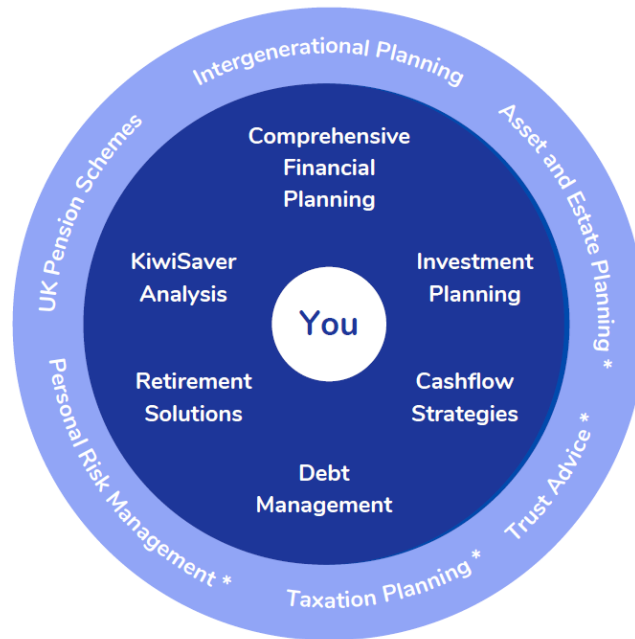 Intergenerational Planning
Asset and Estate Planning *
Trust Advice *
Taxation Planning *
Personal Risk Management *
UK Pension Schemes
Comprehensive
Financial
Planning
Investment
Planning
Cashflow
Strategies
Debt
Management
Retirement
Solutions
KiwiSaver
Analysis
You